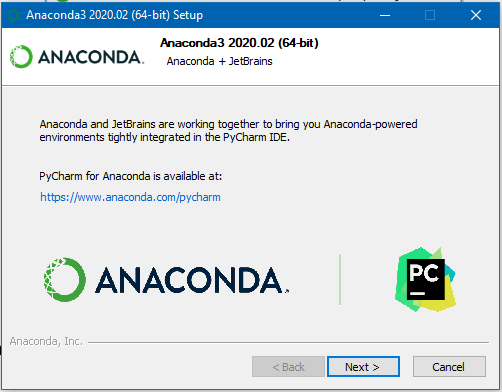 Anaconda3 2020.02 (64-bit) Setup
Anaconda3 2020.02 (64-bit)
ANACONDA.
Anaconda + JetBrains
Anaconda and JetBrains are working together to bring you Anaconda-powered
environments tightly integrated in the PyCharm IDE.
PyCharm for Anaconda is available at:
https://www.anaconda.com/pycharm
ANACONDA.
PC
Anaconda, Inc.
< Back
Next >
Cancel